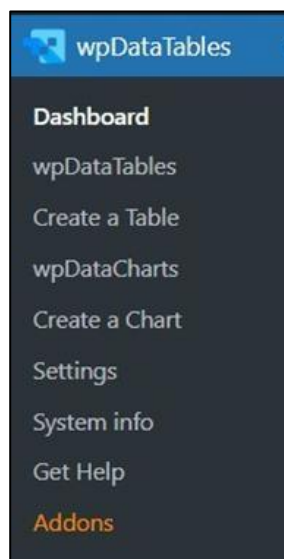 wpDataTables
Dashboard
wpDataTables
Create a Table
wpDataCharts
Create a Chart
Settings
System info
Get Help
Addons